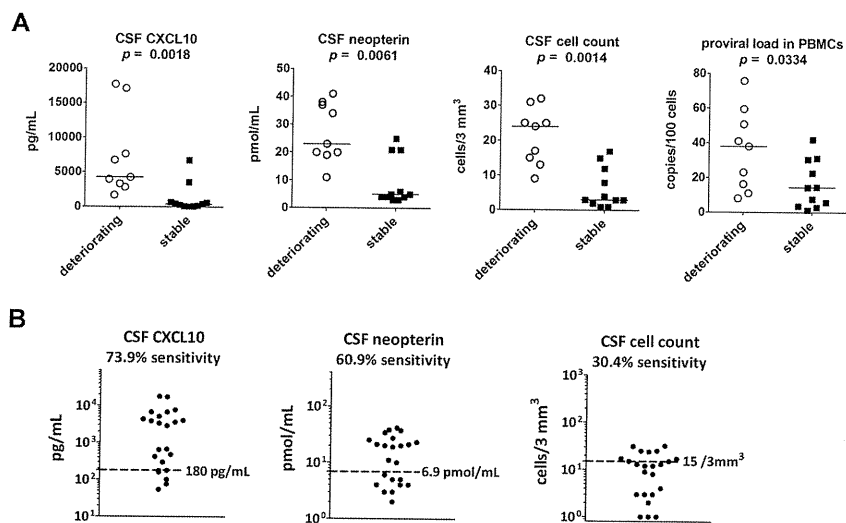 A
CSF CXCL10
p = 0.0018
20000
15000
10000
5000
0
pg/mL
deteriorating
stable
CSF neopterin
p = 0.0061
50
40
30
20
10
0
pmol/mL
deteriorating
stable
CSF cell count
p = 0.0014
40
30
20
10
0
cells/3 mm³
deteriorating
stable
proviral load in PBMCs
p = 0.0334
80
60
40
20
0
copies/100 cells
deteriorating
stable
B
CSF CXCL10
73.9% sensitivity
10⁴
10³
10²
10¹
pg/mL
180 pg/mL
CSF neopterin
60.9% sensitivity
10²
10¹
10⁰
pmol/mL
6.9 pmol/mL
CSF cell count
30.4% sensitivity
10³
10²
10¹
10⁰
cells/3 mm³
15 /3mm³